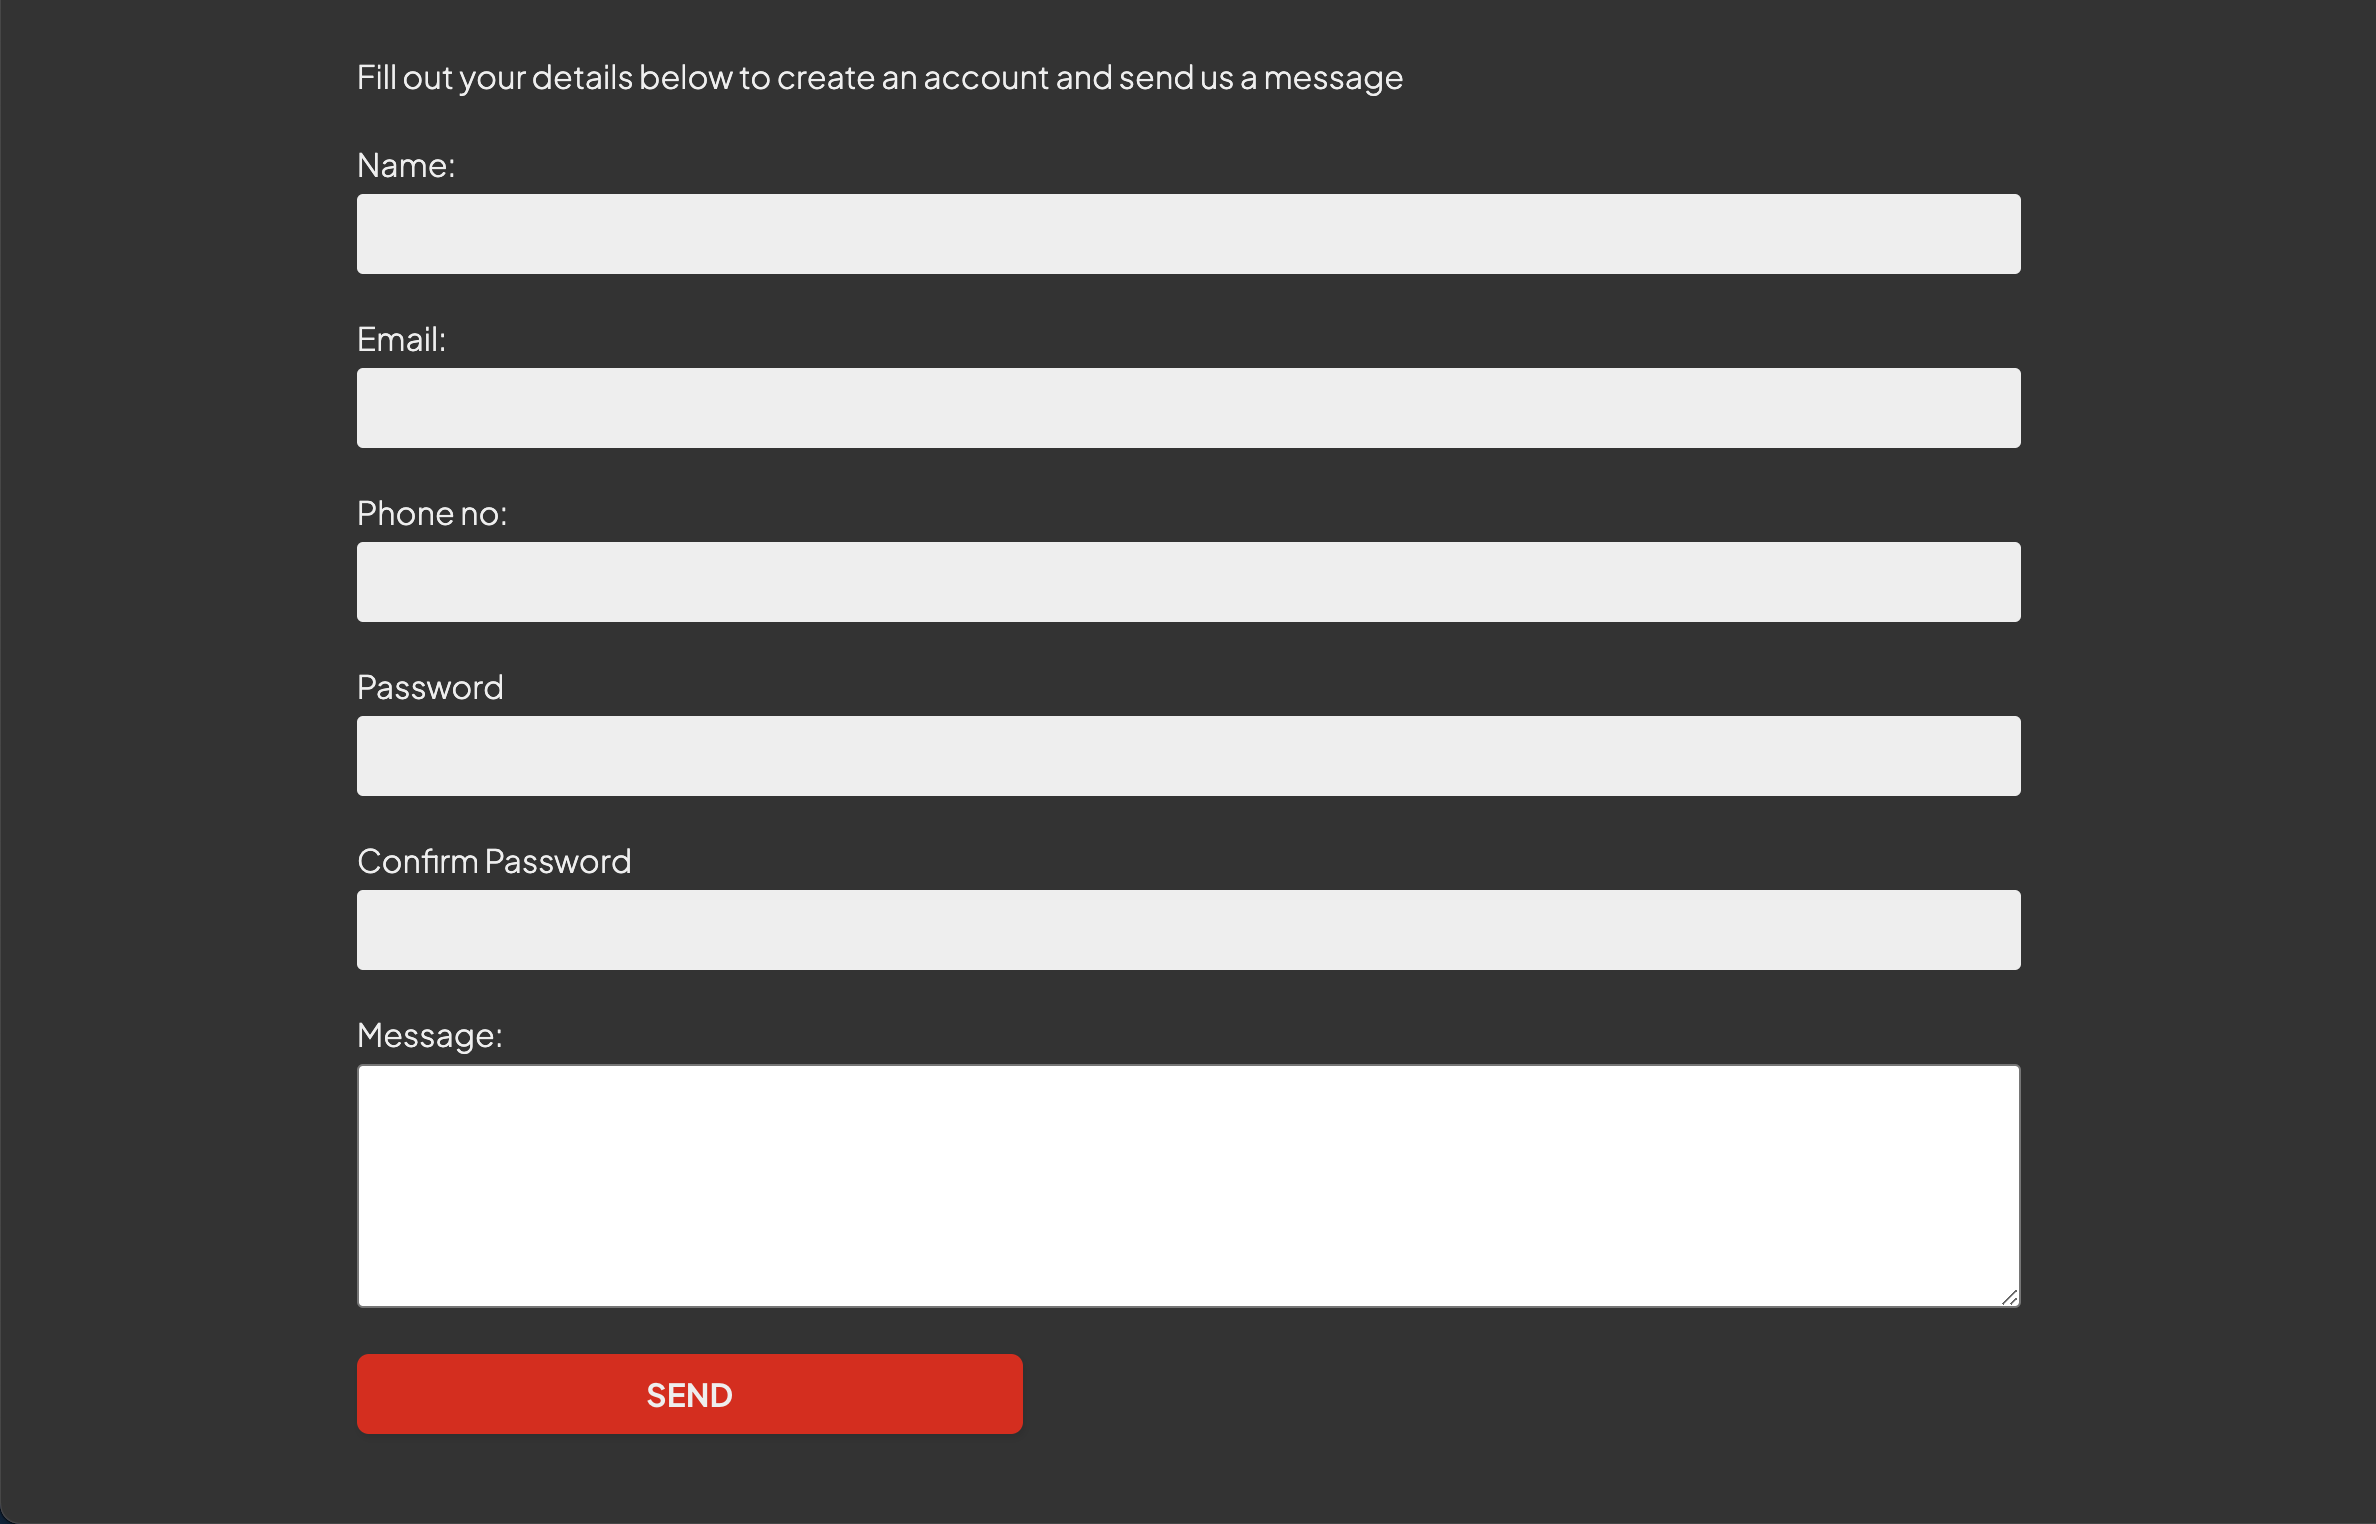 Fill out your details below to create an account and send us a message
Name:
Email:
Phone no:
Password
Confirm Password
Message:
SEND